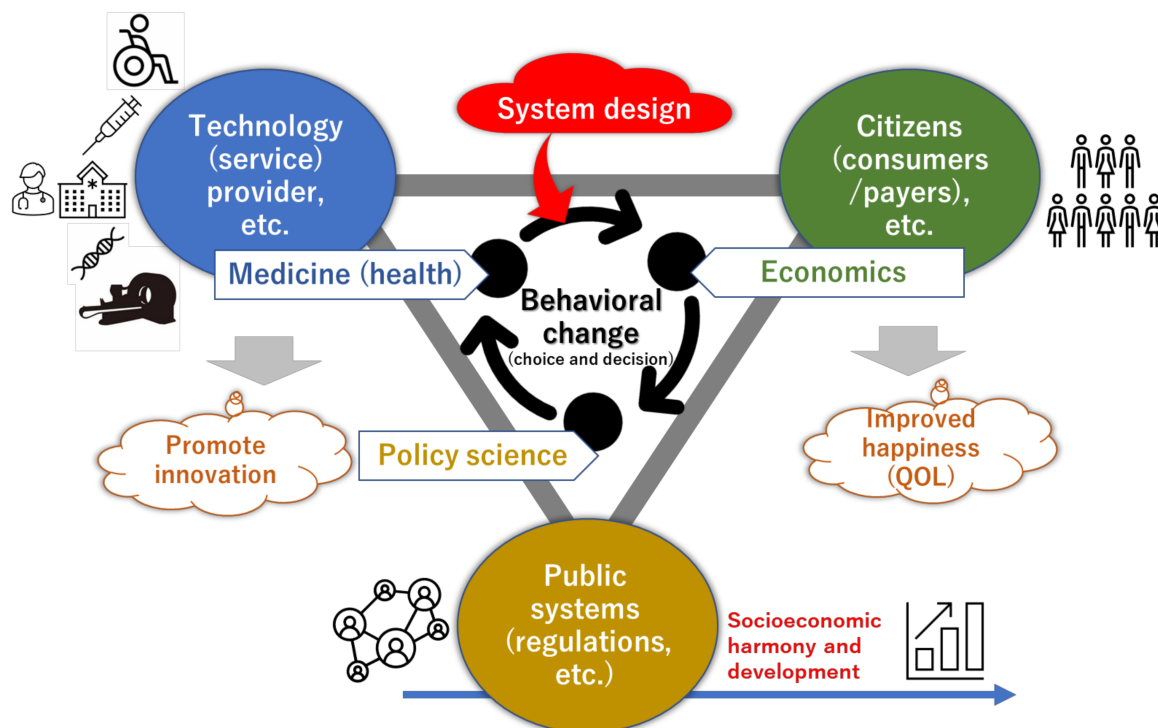 System design
Technology
(service)
provider,
etc.
Citizens
(consumers
/payers),
etc.
Medicine (health)
Economics
Behavioral
change
(choice and decision)
Promote
innovation
Policy science
Improved
happiness
(QOL)
Public
systems
(regulations,
etc.)
Socioeconomic
harmony and
development